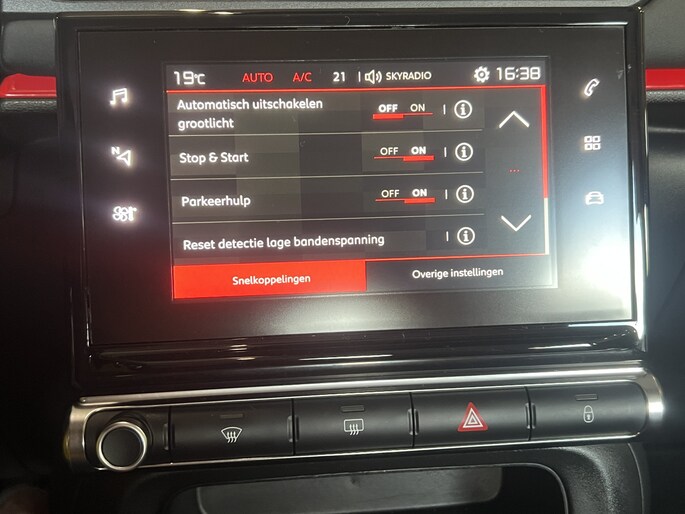 19°C AUTO A/C 21 SKYRADIO 16:38
Automatisch uitschakelen
grootlicht
OFF ON
Stop & Start OFF ON
Parkeerhulp OFF ON
Reset detectie lage bandenspanning
Snelkoppelingen Overige instellingen
N